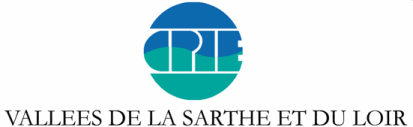 CPIE
VALLEES DE LA SARTHE ET DU LOIR